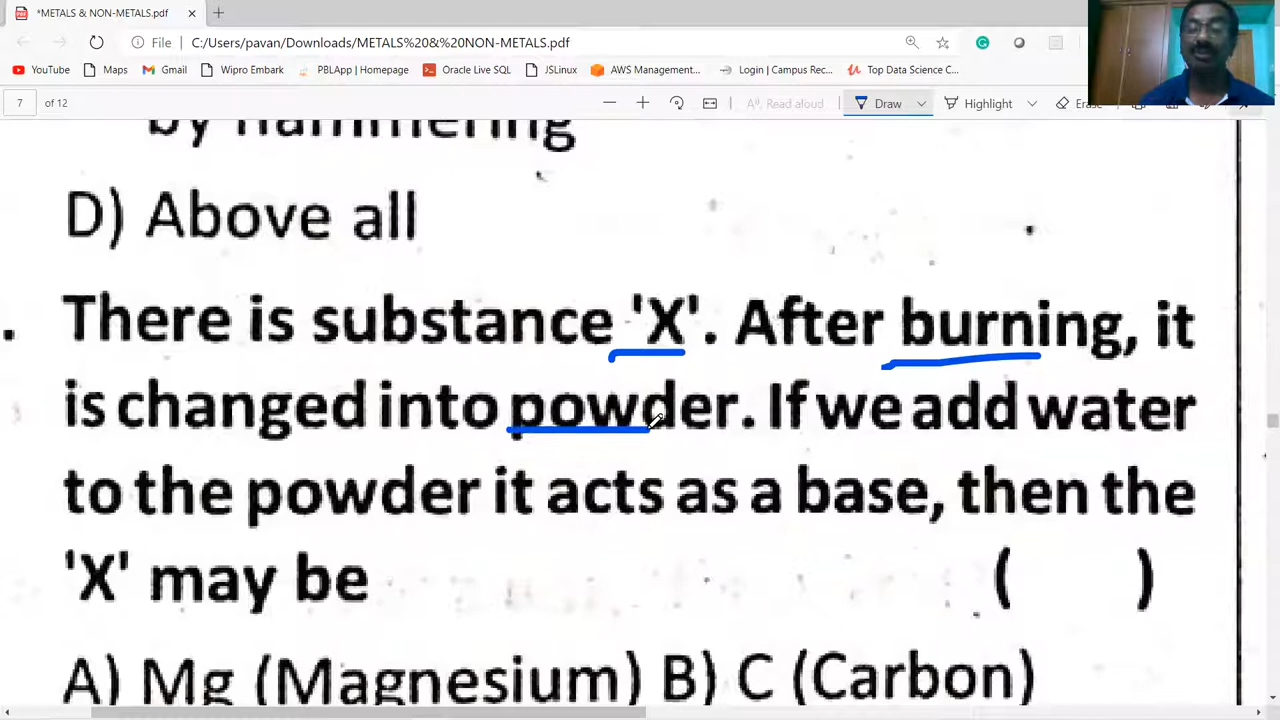 *METALS & NON-METALS.pdf
File C:/Users/pavan/Downloads/METALS%20&%20NON-METALS.pdf
YouTube Maps Gmail Wipro Embark PBLApp | Homepage Oracle Live SQL JSLinux AWS Management... Login | Campus Rec... Top Data Science C...
7 of 12 Read aloud Draw Highlight Erase
by hammering
D) Above all
. There is substance 'X'. After burning, it
is changed into powder. If we add water
to the powder it acts as a base, then the
'X' may be ( )
A) Mg (Magnesium) B) C (Carbon)